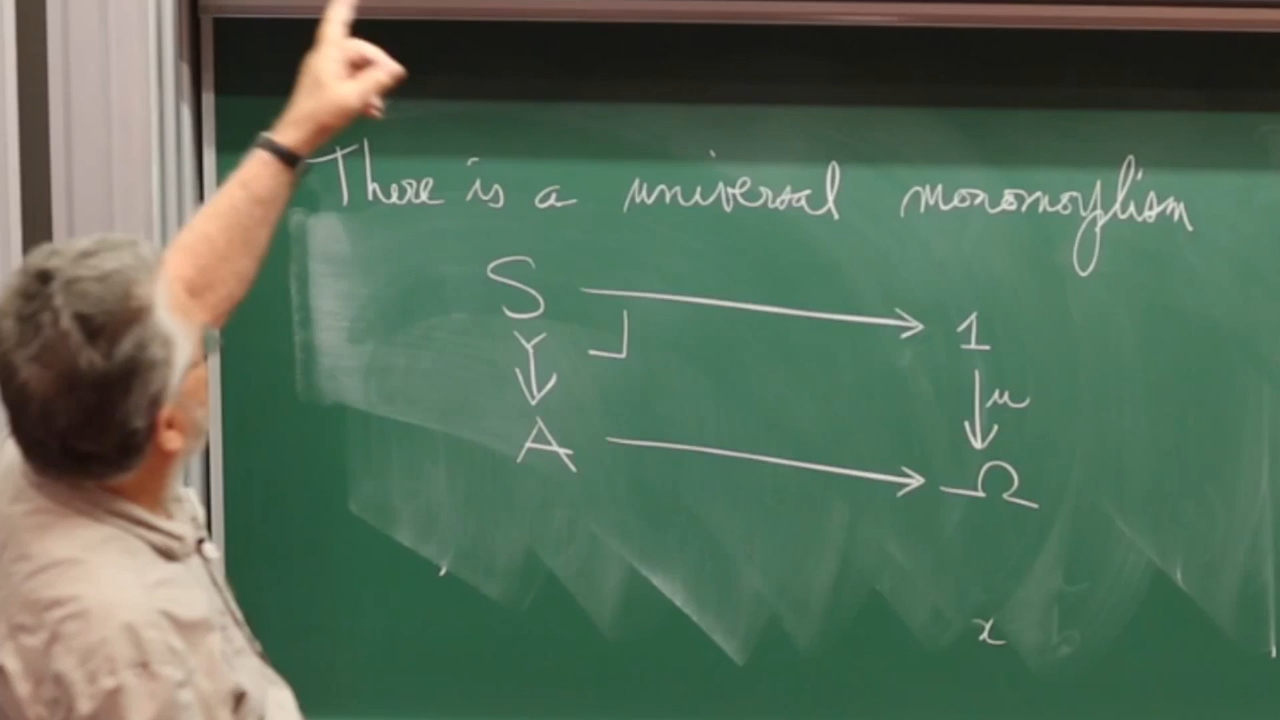 There is a universal monomorphism
S 1
u
A Ω
x